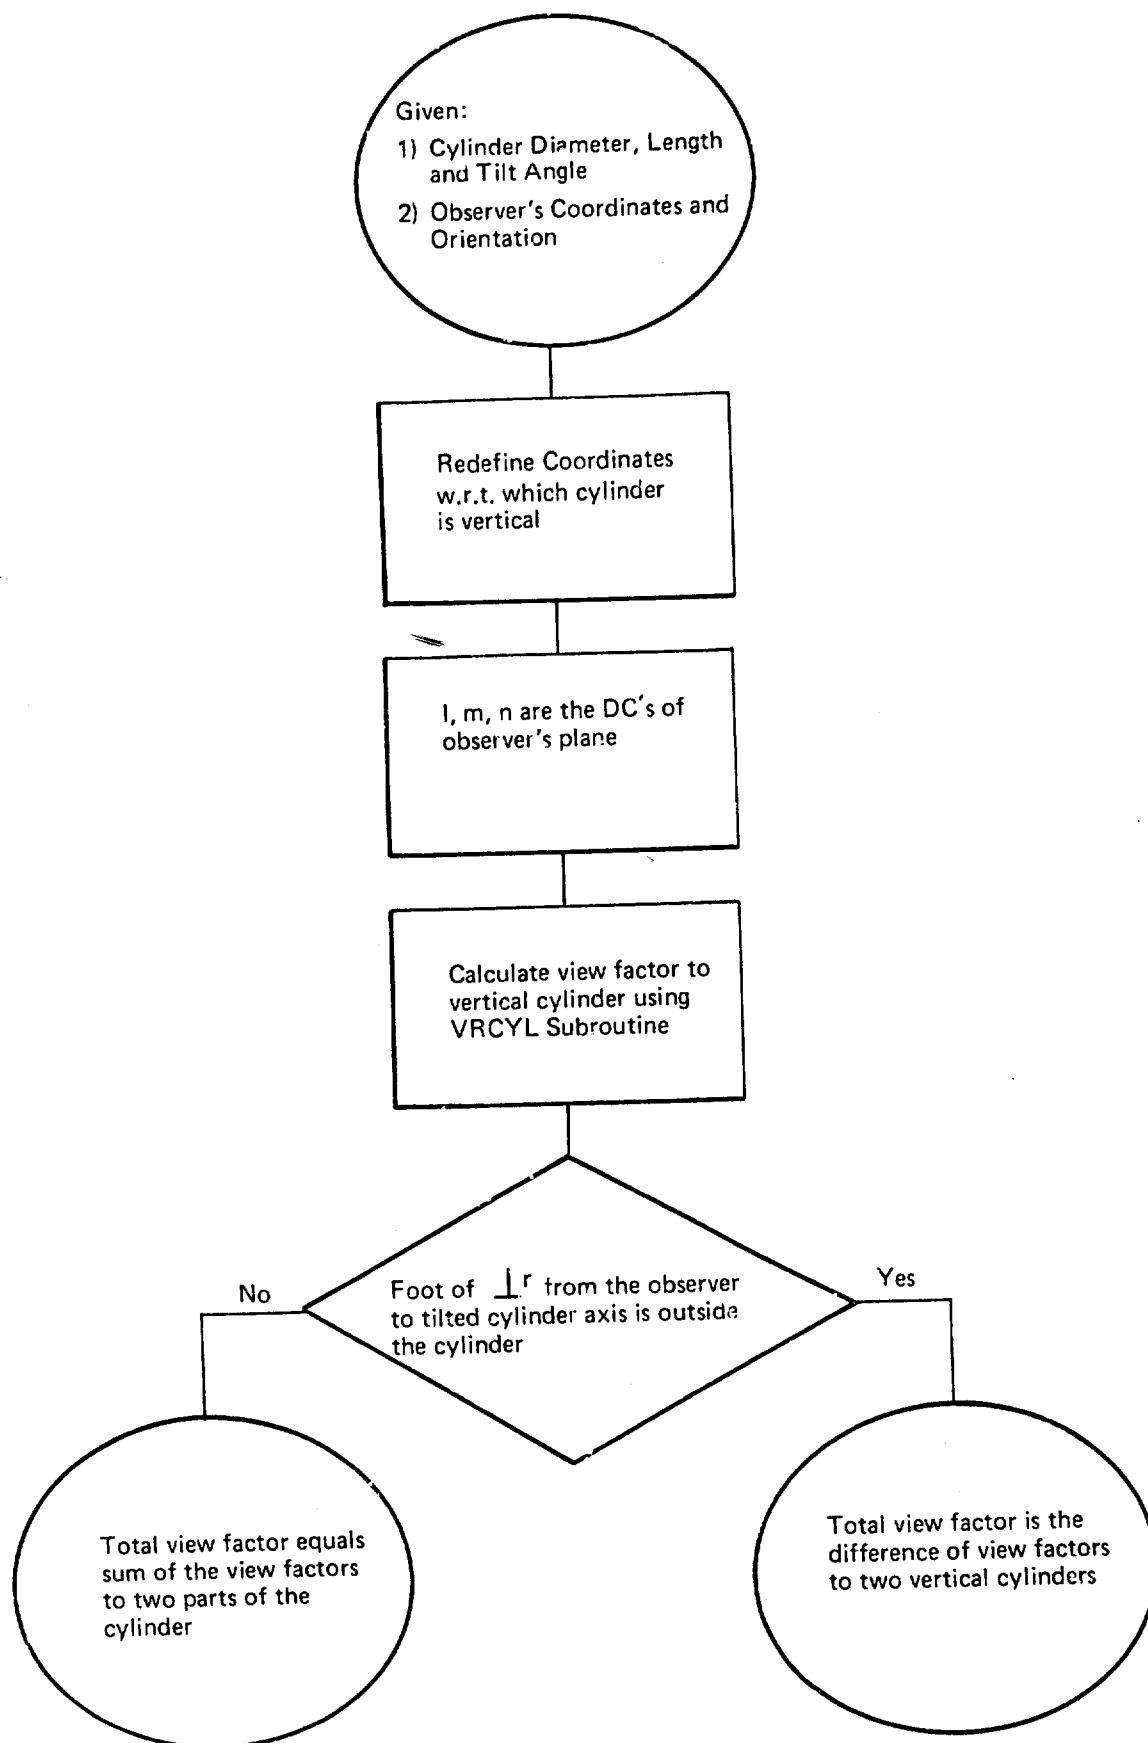 Given:
1) Cylinder Diameter, Length
and Tilt Angle
2) Observer's Coordinates and
Orientation
Redefine Coordinates
w.r.t. which cylinder
is vertical
l, m, n are the DC's of
observer's plane
Calculate view factor to
vertical cylinder using
VRCYL Subroutine
No
Foot of ⊥r from the observer
to tilted cylinder axis is outside
the cylinder
Yes
Total view factor equals
sum of the view factors
to two parts of the
cylinder
Total view factor is the
difference of view factors
to two vertical cylinders